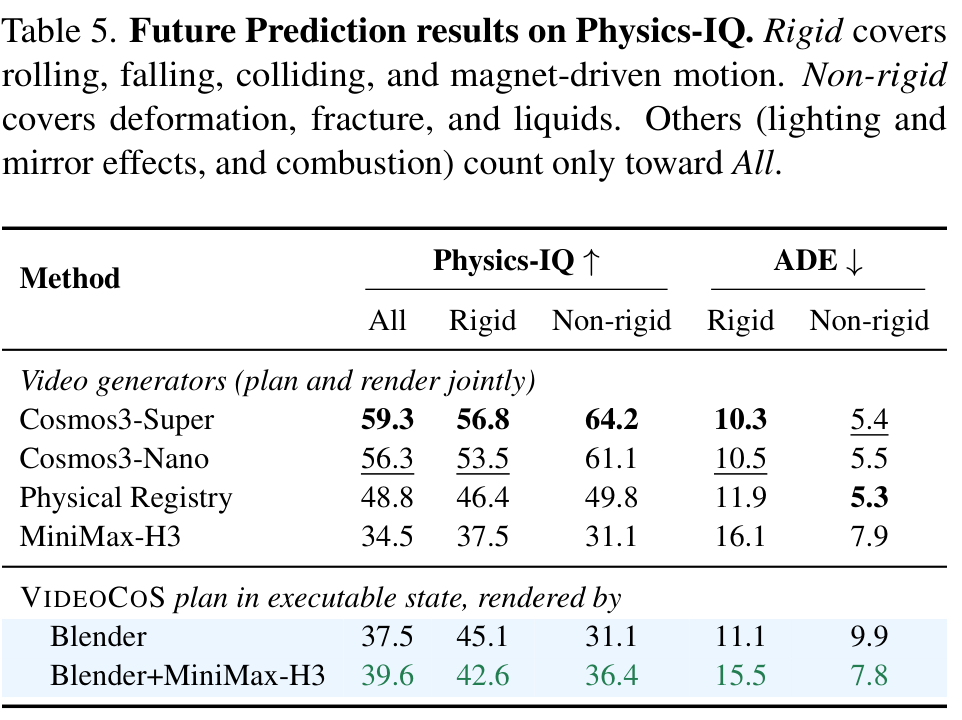 Table 5. Future Prediction results on Physics-IQ. Rigid covers
rolling, falling, colliding, and magnet-driven motion. Non-rigid
covers deformation, fracture, and liquids. Others (lighting and
mirror effects, and combustion) count only toward All.
Method Physics-IQ ↑ ADE ↓
All Rigid Non-rigid Rigid Non-rigid
Video generators (plan and render jointly)
Cosmos3-Super 59.3 56.8 64.2 10.3 5.4
Cosmos3-Nano 56.3 53.5 61.1 10.5 5.5
Physical Registry 48.8 46.4 49.8 11.9 5.3
MiniMax-H3 34.5 37.5 31.1 16.1 7.9
VIDEOCOS plan in executable state, rendered by
Blender 37.5 45.1 31.1 11.1 9.9
Blender+MiniMax-H3 39.6 42.6 36.4 15.5 7.8